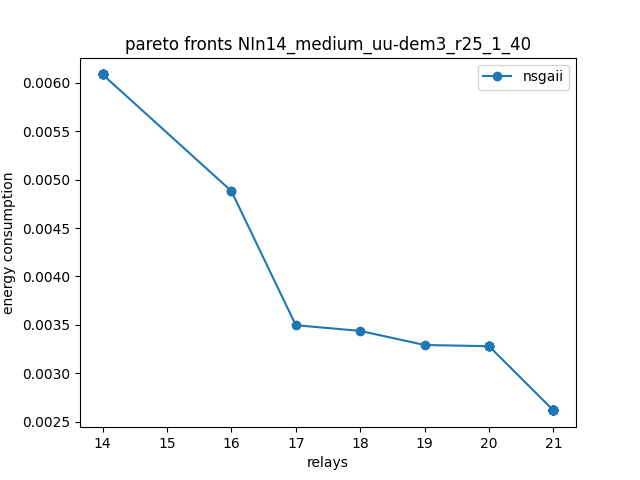 pareto fronts NIn14_medium_uu-dem3_r25_1_40
nsgaii
energy consumption
0.0060
0.0055
0.0050
0.0045
0.0040
0.0035
0.0030
0.0025
14 15 16 17 18 19 20 21
relays